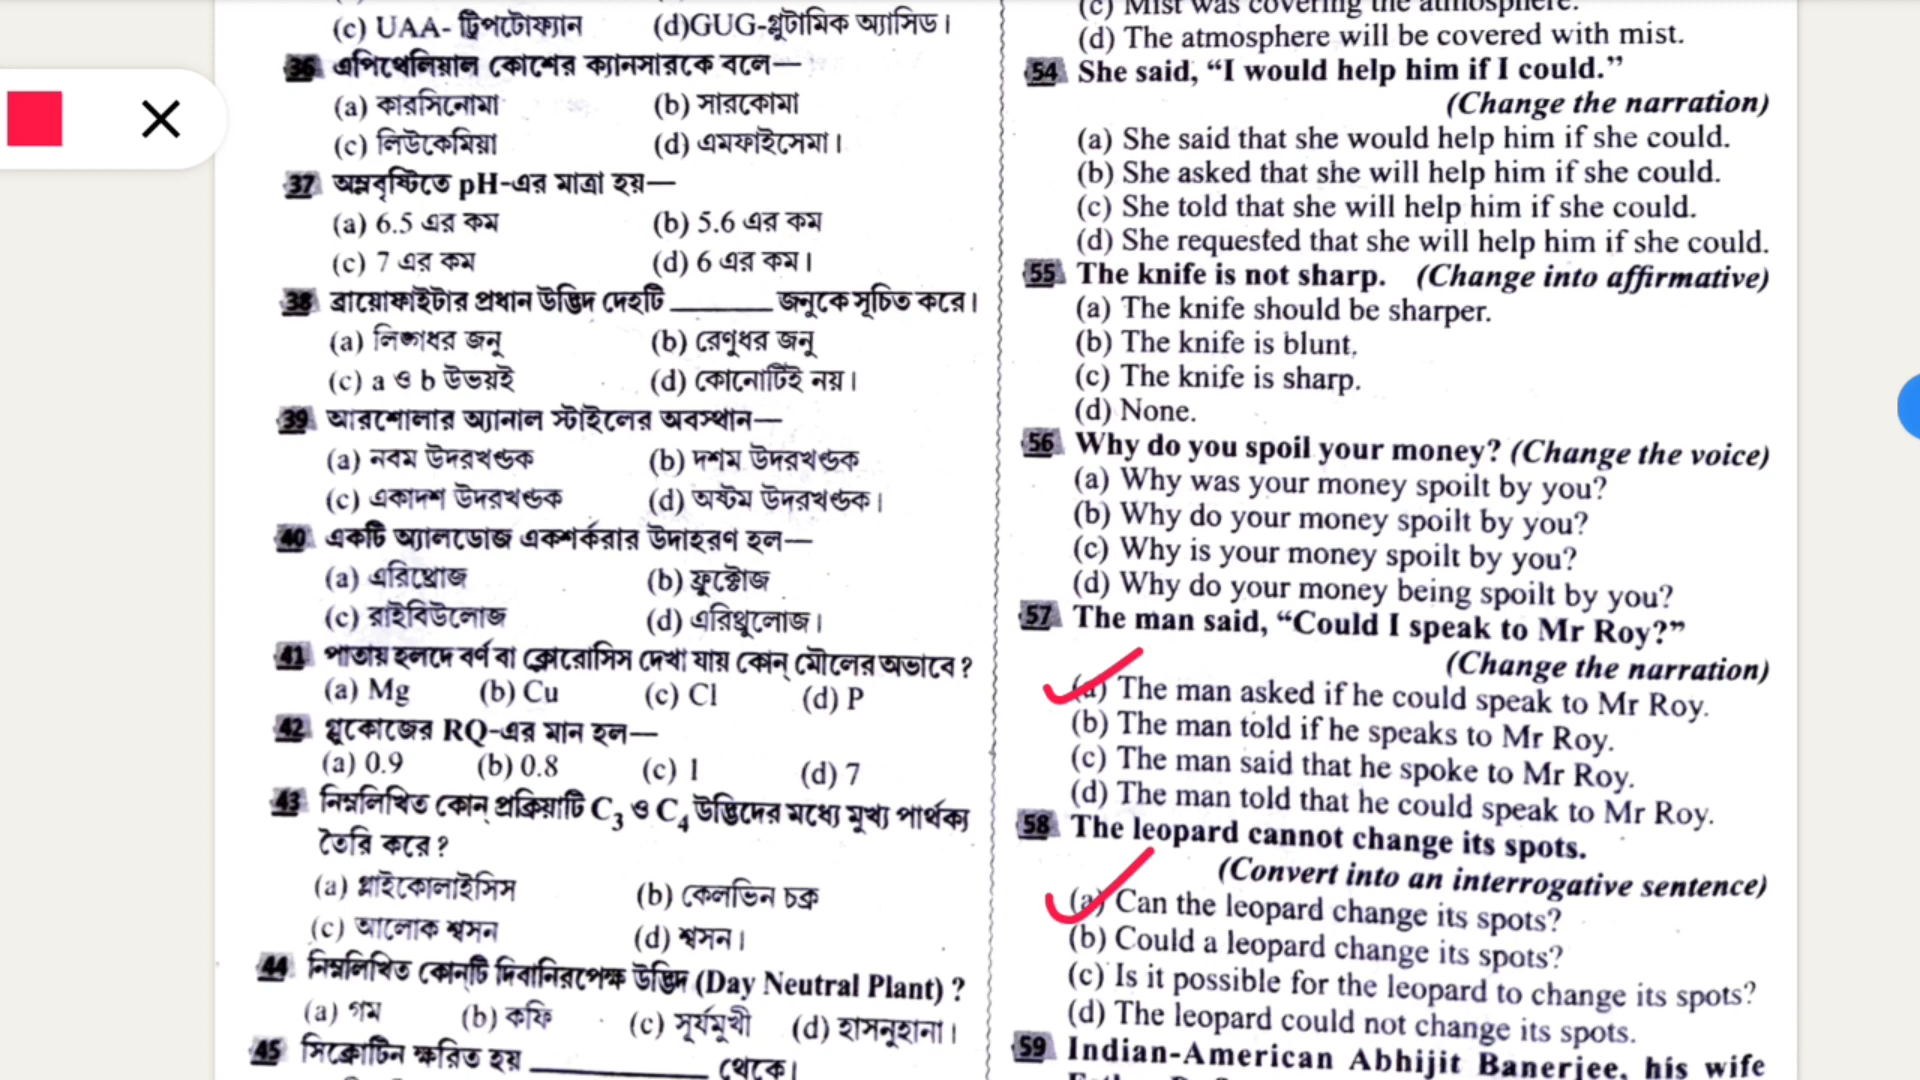 (c) UAA- ট্রিপটোফ্যান (d)GUG-গ্লুটামিক অ্যাসিড।
36 এপিথেলিয়াল কোশের ক্যানসারকে বলে—
(a) কারসিনোমা (b) সারকোমা
(c) লিউকেমিয়া (d) এমফাইসেমা।
37 অম্লবৃষ্টিতে pH-এর মাত্রা হয়—
(a) 6.5 এর কম (b) 5.6 এর কম
(c) 7 এর কম (d) 6 এর কম।
38 ব্রায়োফাইটার প্রধান উদ্ভিদ দেহটি ________ জনুকে সূচিত করে।
(a) লিঙ্গধর জনু (b) রেণুধর জনু
(c) a ও b উভয়ই (d) কোনোটিই নয়।
39 আরশোলার অ্যানাল স্টাইলের অবস্থান—
(a) নবম উদরখণ্ডক (b) দশম উদরখণ্ডক
(c) একাদশ উদরখণ্ডক (d) অষ্টম উদরখণ্ডক।
40 একটি অ্যালডোজ একশর্করার উদাহরণ হল—
(a) এরিথ্রোজ (b) ফ্রুক্টোজ
(c) রাইবিউলোজ (d) এরিথ্রুলোজ।
41 পাতায় হলদে বর্ণ বা ক্লোরোসিস দেখা যায় কোন্ মৌলের অভাবে ?
(a) Mg (b) Cu (c) Cl (d) P
42 গ্লুকোজের RQ-এর মান হল—
(a) 0.9 (b) 0.8 (c) 1 (d) 7
43 নিম্নলিখিত কোন্ প্রক্রিয়াটি C3 ও C4 উদ্ভিদের মধ্যে মুখ্য পার্থক্য
তৈরি করে ?
(a) গ্লাইকোলাইসিস (b) কেলভিন চক্র
(c) আলোক শ্বসন (d) শ্বসন।
44 নিম্নলিখিত কোন্‌টি দিবানিরপেক্ষ উদ্ভিদ (Day Neutral Plant) ?
(a) গম (b) কফি (c) সূর্যমুখী (d) হাসনুহানা।
45 সিক্রোটিন ক্ষরিত হয় ____________ থেকে।
(c) Mist was covering the atmosphere.
(d) The atmosphere will be covered with mist.
54 She said, “I would help him if I could.”
(Change the narration)
(a) She said that she would help him if she could.
(b) She asked that she will help him if she could.
(c) She told that she will help him if she could.
(d) She requested that she will help him if she could.
55 The knife is not sharp. (Change into affirmative)
(a) The knife should be sharper.
(b) The knife is blunt.
(c) The knife is sharp.
(d) None.
56 Why do you spoil your money? (Change the voice)
(a) Why was your money spoilt by you?
(b) Why do your money spoilt by you?
(c) Why is your money spoilt by you?
(d) Why do your money being spoilt by you?
57 The man said, “Could I speak to Mr Roy?”
(Change the narration)
(a) The man asked if he could speak to Mr Roy.
(b) The man told if he speaks to Mr Roy.
(c) The man said that he spoke to Mr Roy.
(d) The man told that he could speak to Mr Roy.
58 The leopard cannot change its spots.
(Convert into an interrogative sentence)
(a) Can the leopard change its spots?
(b) Could a leopard change its spots?
(c) Is it possible for the leopard to change its spots?
(d) The leopard could not change its spots.
59 Indian-American Abhijit Banerjee, his wife